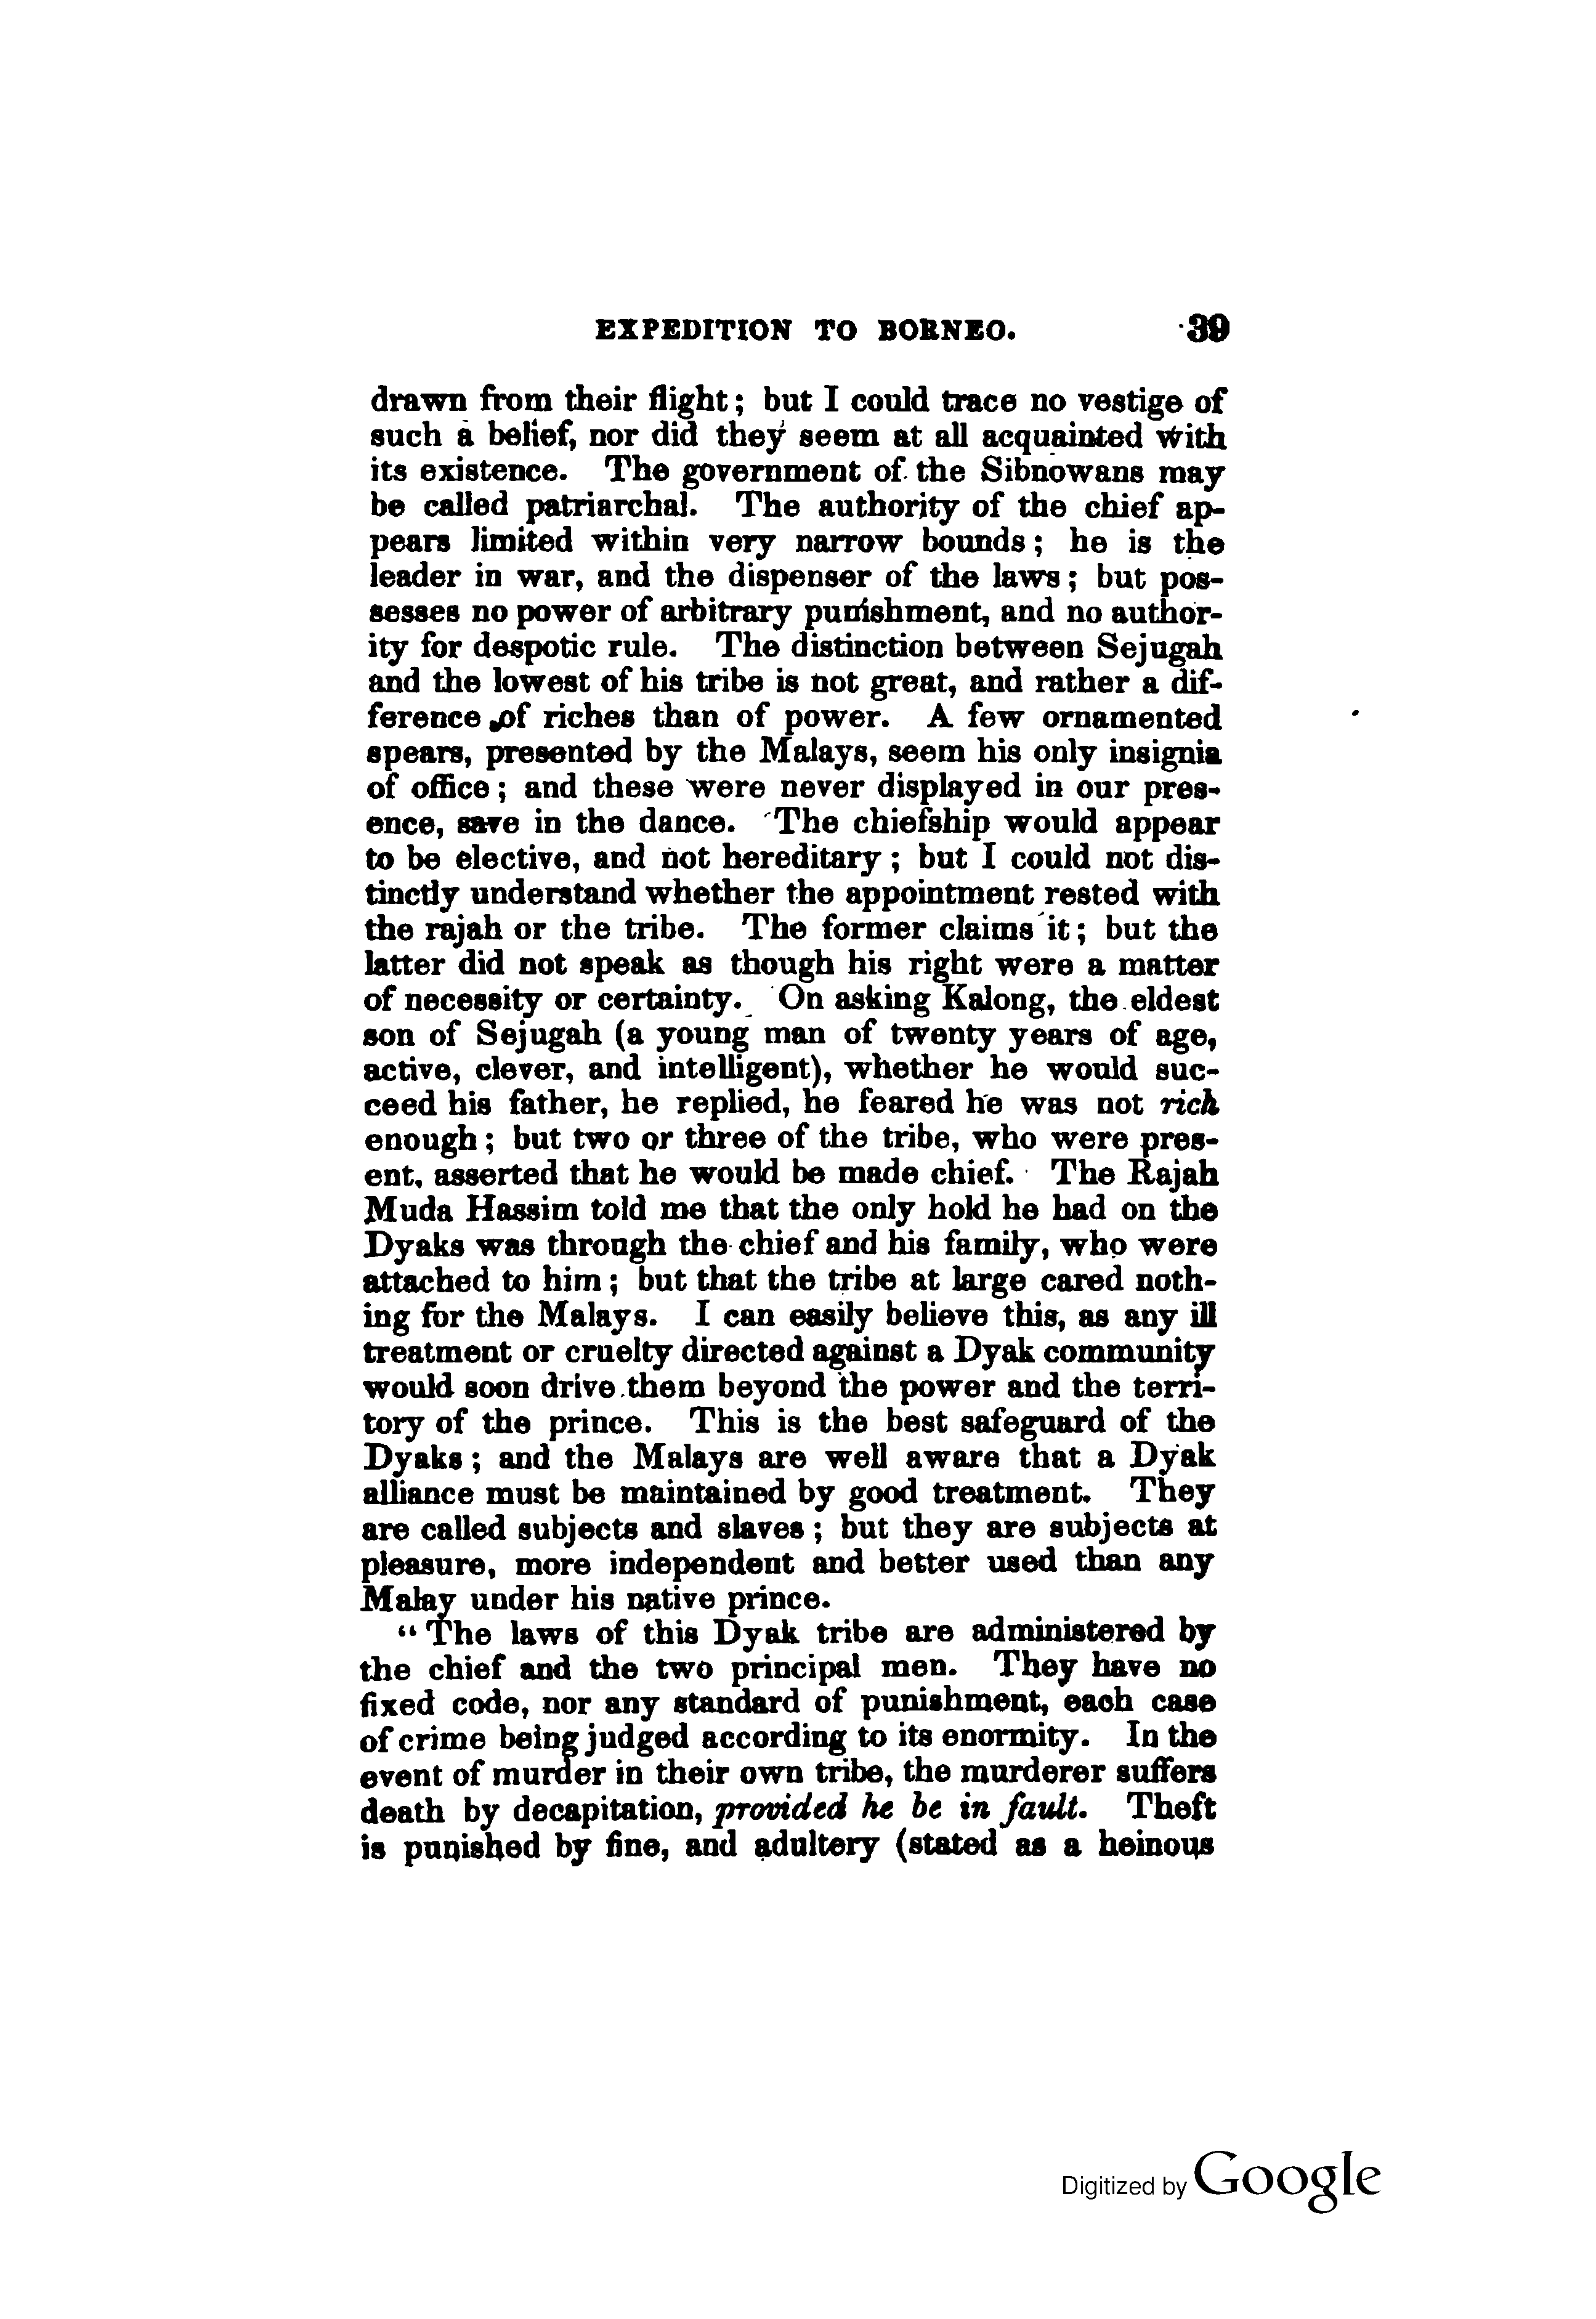 EXPEDITION TO BORNEO. 39
drawn from their flight; but I could trace no vestige of
such a belief, nor did they seem at all acquainted with
its existence. The government of the Sibnowans may
be called patriarchal. The authority of the chief ap-
pears limited within very narrow bounds; he is the
leader in war, and the dispenser of the laws; but pos-
sesses no power of arbitrary punishment, and no author-
ity for despotic rule. The distinction between Sejugah
and the lowest of his tribe is not great, and rather a dif-
ference of riches than of power. A few ornamented
spears, presented by the Malays, seem his only insignia
of office; and these were never displayed in our pres-
ence, save in the dance. The chiefship would appear
to be elective, and not hereditary; but I could not dis-
tinctly understand whether the appointment rested with
the rajah or the tribe. The former claims it; but the
latter did not speak as though his right were a matter
of necessity or certainty. On asking Kalong, the eldest
son of Sejugah (a young man of twenty years of age,
active, clever, and intelligent), whether he would suc-
ceed his father, he replied, he feared he was not rich
enough; but two or three of the tribe, who were pres-
ent, asserted that he would be made chief. The Rajah
Muda Hassim told me that the only hold he had on the
Dyaks was through the chief and his family, who were
attached to him; but that the tribe at large cared noth-
ing for the Malays. I can easily believe this, as any ill
treatment or cruelty directed against a Dyak community
would soon drive them beyond the power and the terri-
tory of the prince. This is the best safeguard of the
Dyaks; and the Malays are well aware that a Dyak
alliance must be maintained by good treatment. They
are called subjects and slaves; but they are subjects at
pleasure, more independent and better used than any
Malay under his native prince.
"The laws of this Dyak tribe are administered by
the chief and the two principal men. They have no
fixed code, nor any standard of punishment, each case
of crime being judged according to its enormity. In the
event of murder in their own tribe, the murderer suffers
death by decapitation, provided he be in fault. Theft
is punished by fine, and adultery (stated as a heinous
Digitized by Google